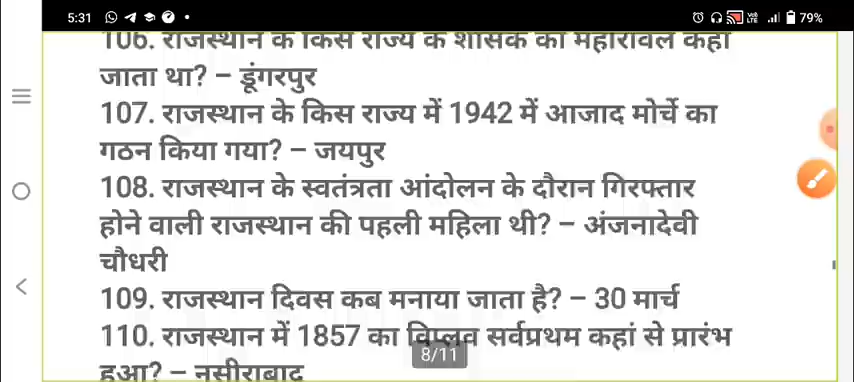 5:31
79%
106. राजस्थान के किस राज्य के शासक को महारावल कहा
जाता था? – डूंगरपुर
107. राजस्थान के किस राज्य में 1942 में आजाद मोर्चे का
गठन किया गया? – जयपुर
108. राजस्थान के स्वतंत्रता आंदोलन के दौरान गिरफ्तार
होने वाली राजस्थान की पहली महिला थी? – अंजनादेवी
चौधरी
109. राजस्थान दिवस कब मनाया जाता है? – 30 मार्च
110. राजस्थान में 1857 का विप्लव सर्वप्रथम कहां से प्रारंभ
8/11
हुआ? – नसीराबाद